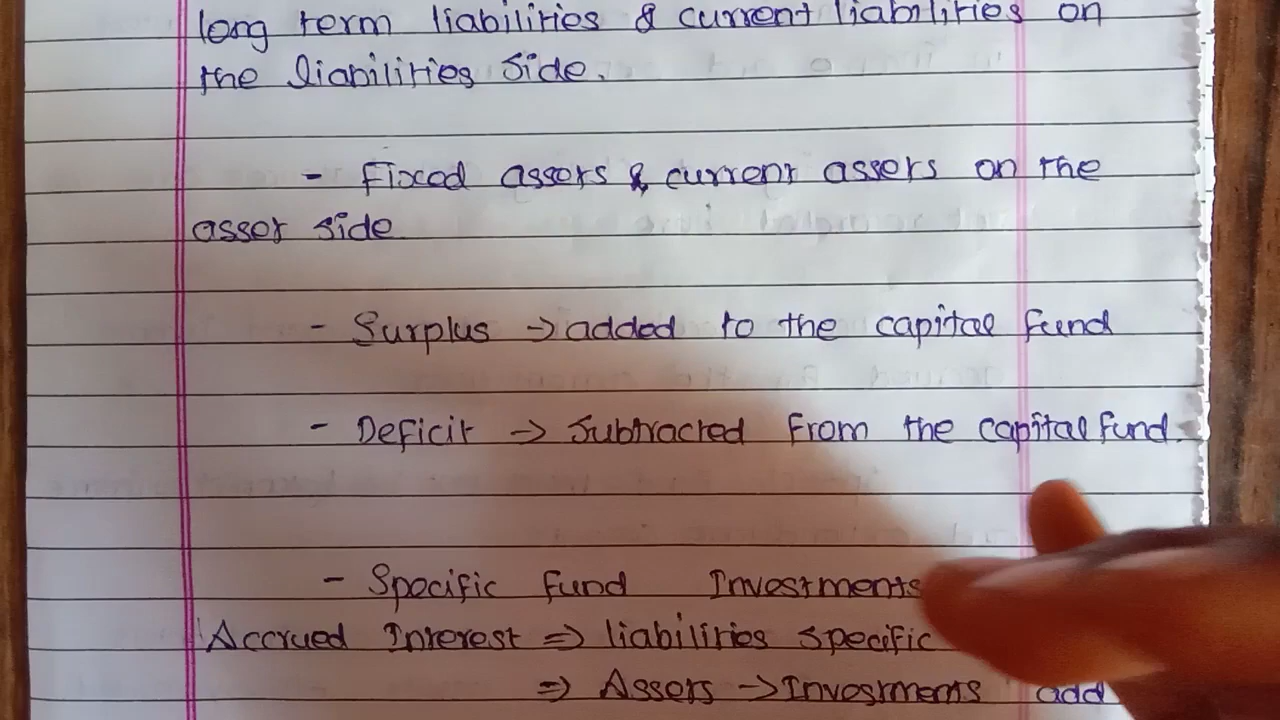 long term liabilities & current liabilities on
the liabilities side.
- Fixed assets & current assets on the
asset side
- Surplus → added to the capital fund
- Deficit → Subtracted from the capital fund.
- Specific fund Investments
Accrued Interest ⇒ liabilities specific
⇒ Assets → Investments add